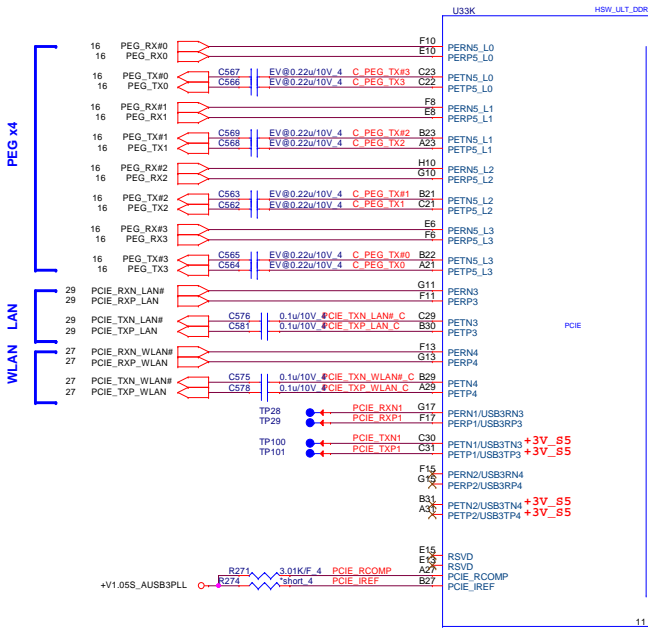 U33K
HSW_ULT_DDR
PEG x4
16 PEG_RX#0 F10 PERN5_L0
16 PEG_RX0 E10 PERP5_L0
16 PEG_TX#0 C567 EV@0.22u/10V_4 C_PEG_TX#3 C23 PETN5_L0
16 PEG_TX0 C566 EV@0.22u/10V_4 C_PEG_TX3 C22 PETP5_L0
16 PEG_RX#1 F8 PERN5_L1
16 PEG_RX1 E8 PERP5_L1
16 PEG_TX#1 C569 EV@0.22u/10V_4 C_PEG_TX#2 B23 PETN5_L1
16 PEG_TX1 C568 EV@0.22u/10V_4 C_PEG_TX2 A23 PETP5_L1
16 PEG_RX#2 H10 PERN5_L2
16 PEG_RX2 G10 PERP5_L2
16 PEG_TX#2 C563 EV@0.22u/10V_4 C_PEG_TX#1 B21 PETN5_L2
16 PEG_TX2 C562 EV@0.22u/10V_4 C_PEG_TX1 C21 PETP5_L2
16 PEG_RX#3 E6 PERN5_L3
16 PEG_RX3 F6 PERP5_L3
16 PEG_TX#3 C565 EV@0.22u/10V_4 C_PEG_TX#0 B22 PETN5_L3
16 PEG_TX3 C564 EV@0.22u/10V_4 C_PEG_TX0 A21 PETP5_L3
LAN
29 PCIE_RXN_LAN# G11 PERN3
29 PCIE_RXP_LAN F11 PERP3
29 PCIE_TXN_LAN# C576 0.1u/10V_4 PCIE_TXN_LAN#_C C29 PETN3
29 PCIE_TXP_LAN C581 0.1u/10V_4 PCIE_TXP_LAN_C B30 PETP3
PCIE
WLAN
27 PCIE_RXN_WLAN# F13 PERN4
27 PCIE_RXP_WLAN G13 PERP4
27 PCIE_TXN_WLAN# C575 0.1u/10V_4 PCIE_TXN_WLAN#_C B29 PETN4
27 PCIE_TXP_WLAN C578 0.1u/10V_4 PCIE_TXP_WLAN_C A29 PETP4
TP28 PCIE_RXN1 G17 PERN1/USB3RN3
TP29 PCIE_RXP1 F17 PERP1/USB3RP3
TP100 PCIE_TXN1 C30 PETN1/USB3TN3 +3V_S5
TP101 PCIE_TXP1 C31 PETP1/USB3TP3 +3V_S5
F15 PERN2/USB3RN4
G15 PERP2/USB3RP4
B31 PETN2/USB3TN4 +3V_S5
A31 PETP2/USB3TP4 +3V_S5
E15 RSVD
E13 RSVD
R271 3.01K/F_4 PCIE_RCOMP A27 PCIE_RCOMP
+V1.05S_AUSB3PLL R274 *short_4 PCIE_IREF B27 PCIE_IREF
11